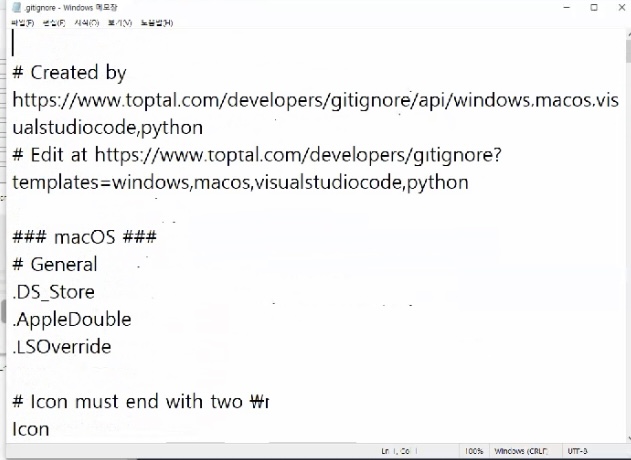 .gitignore - Windows 메모장
파일(F) 편집(E) 서식(O) 보기(V) 도움말(H)
# Created by
https://www.toptal.com/developers/gitignore/api/windows,macos,vis
ualstudiocode,python
# Edit at https://www.toptal.com/developers/gitignore?
templates=windows,macos,visualstudiocode,python
### macOS ###
# General
.DS_Store
.AppleDouble
.LSOverride
# Icon must end with two ₩r
Icon
Ln 1, Col 1 100% Windows (CRLF) UTF-8